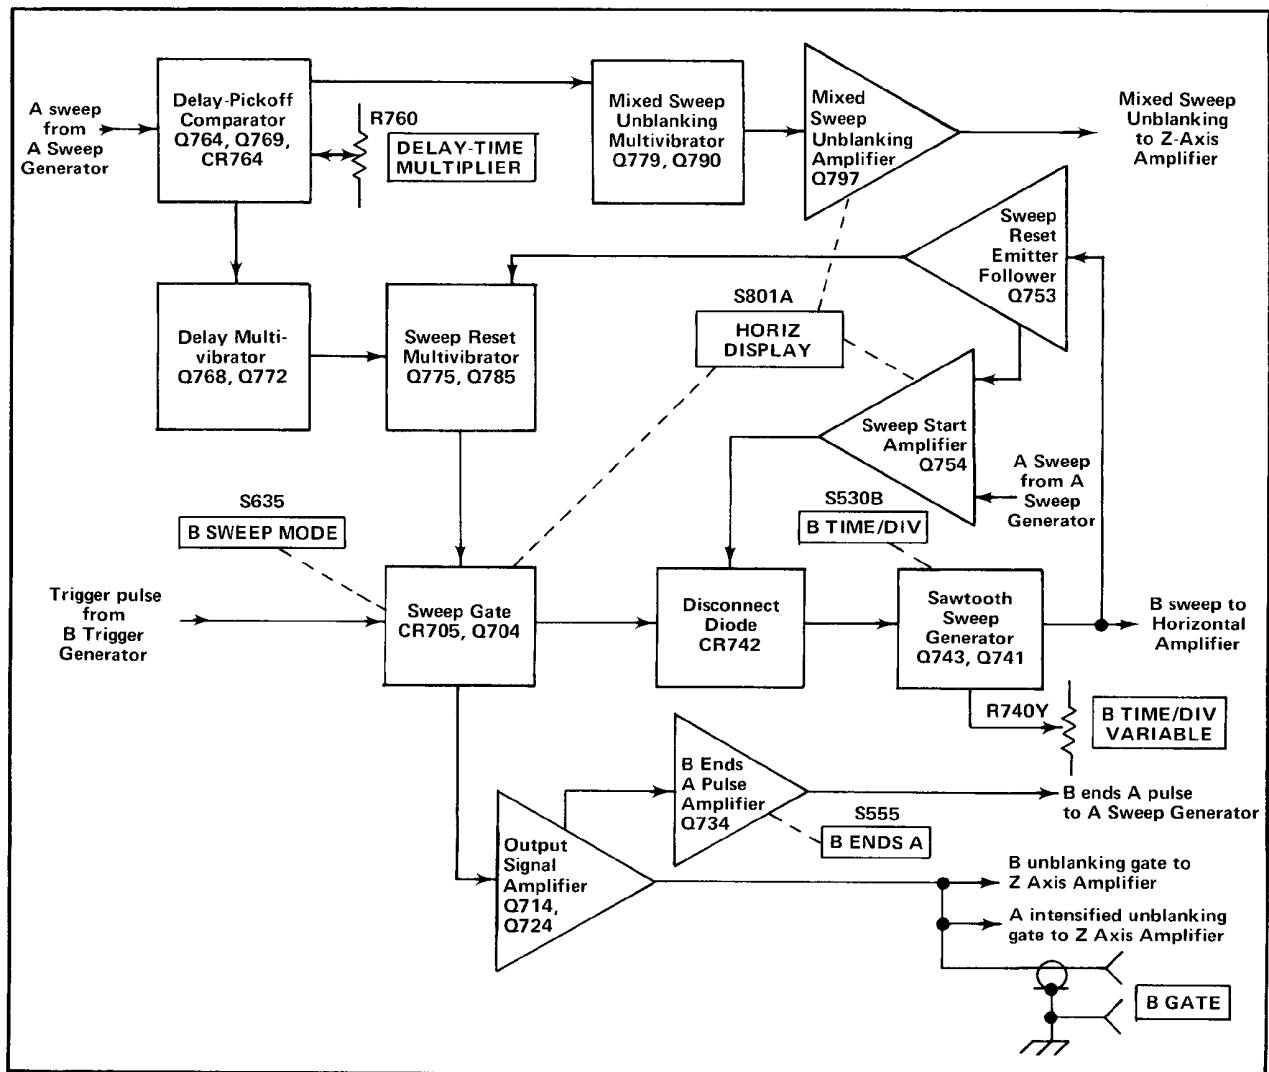 A sweep
from
A Sweep
Generator
Delay-Pickoff
Comparator
Q764, Q769,
CR764
R760
DELAY-TIME
MULTIPLIER
Mixed Sweep
Unblanking
Multivibrator
Q779, Q790
Mixed
Sweep
Unblanking
Amplifier
Q797
Mixed Sweep
Unblanking
to Z-Axis
Amplifier
Sweep
Reset
Emitter
Follower
Q753
Delay Multi-
vibrator
Q768, Q772
Sweep Reset
Multivibrator
Q775, Q785
S801A
HORIZ
DISPLAY
Sweep Start
Amplifier
Q754
A Sweep
from A
Sweep
Generator
S635
B SWEEP MODE
S530B
B TIME/DIV
Trigger pulse
from
B Trigger
Generator
Sweep Gate
CR705, Q704
Disconnect
Diode
CR742
Sawtooth
Sweep
Generator
Q743, Q741
B sweep to
Horizontal
Amplifier
R740Y
B TIME/DIV
VARIABLE
B Ends
A Pulse
Amplifier
Q734
B ends A pulse
to A Sweep Generator
S555
B ENDS A
Output
Signal
Amplifier
Q714,
Q724
B unblanking gate to
Z Axis Amplifier
A intensified unblanking
gate to Z Axis Amplifier
B GATE